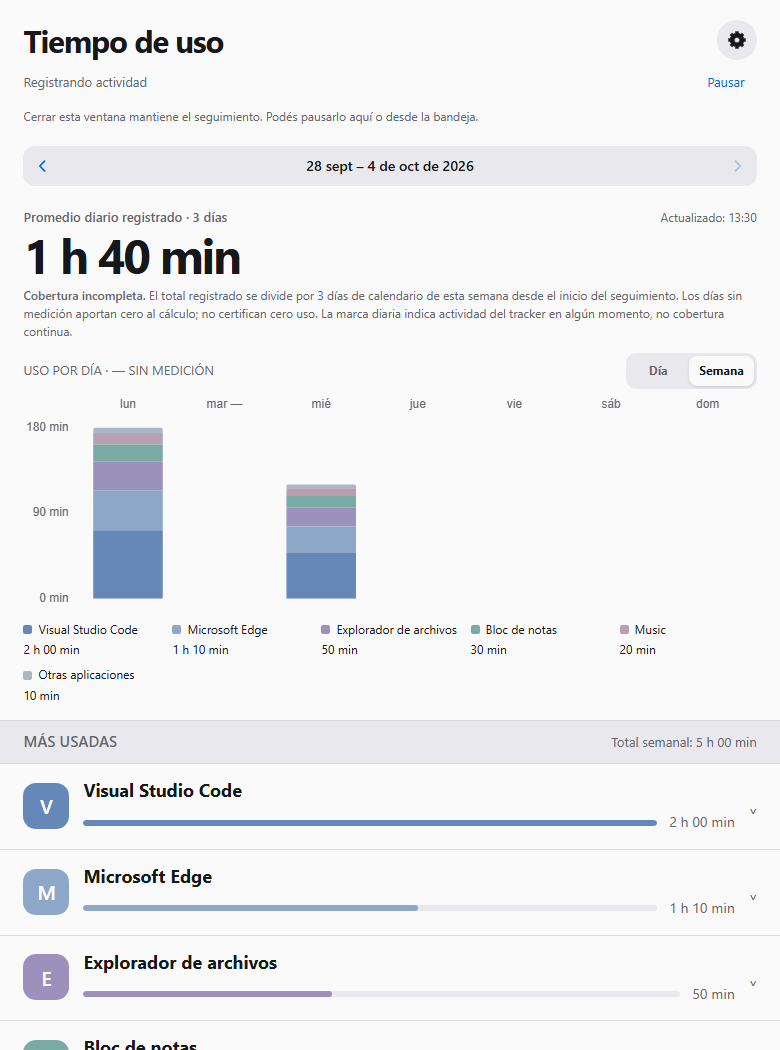 Tiempo de uso
Registrando actividad
Pausar
Cerrar esta ventana mantiene el seguimiento. Podés pausarlo aquí o desde la bandeja.
28 sept – 4 de oct de 2026
Promedio diario registrado · 3 días
Actualizado: 13:30
1 h 40 min
Cobertura incompleta. El total registrado se divide por 3 días de calendario de esta semana desde el inicio del seguimiento. Los días sin
medición aportan cero al cálculo; no certifican cero uso. La marca diaria indica actividad del tracker en algún momento, no cobertura
continua.
USO POR DÍA · — SIN MEDICIÓN
Día
Semana
lun
mar —
mié
jue
vie
sáb
dom
180 min
90 min
0 min
Visual Studio Code
2 h 00 min
Microsoft Edge
1 h 10 min
Explorador de archivos
50 min
Bloc de notas
30 min
Music
20 min
Otras aplicaciones
10 min
MÁS USADAS
Total semanal: 5 h 00 min
V
Visual Studio Code
2 h 00 min
M
Microsoft Edge
1 h 10 min
E
Explorador de archivos
50 min
Bloc de notas